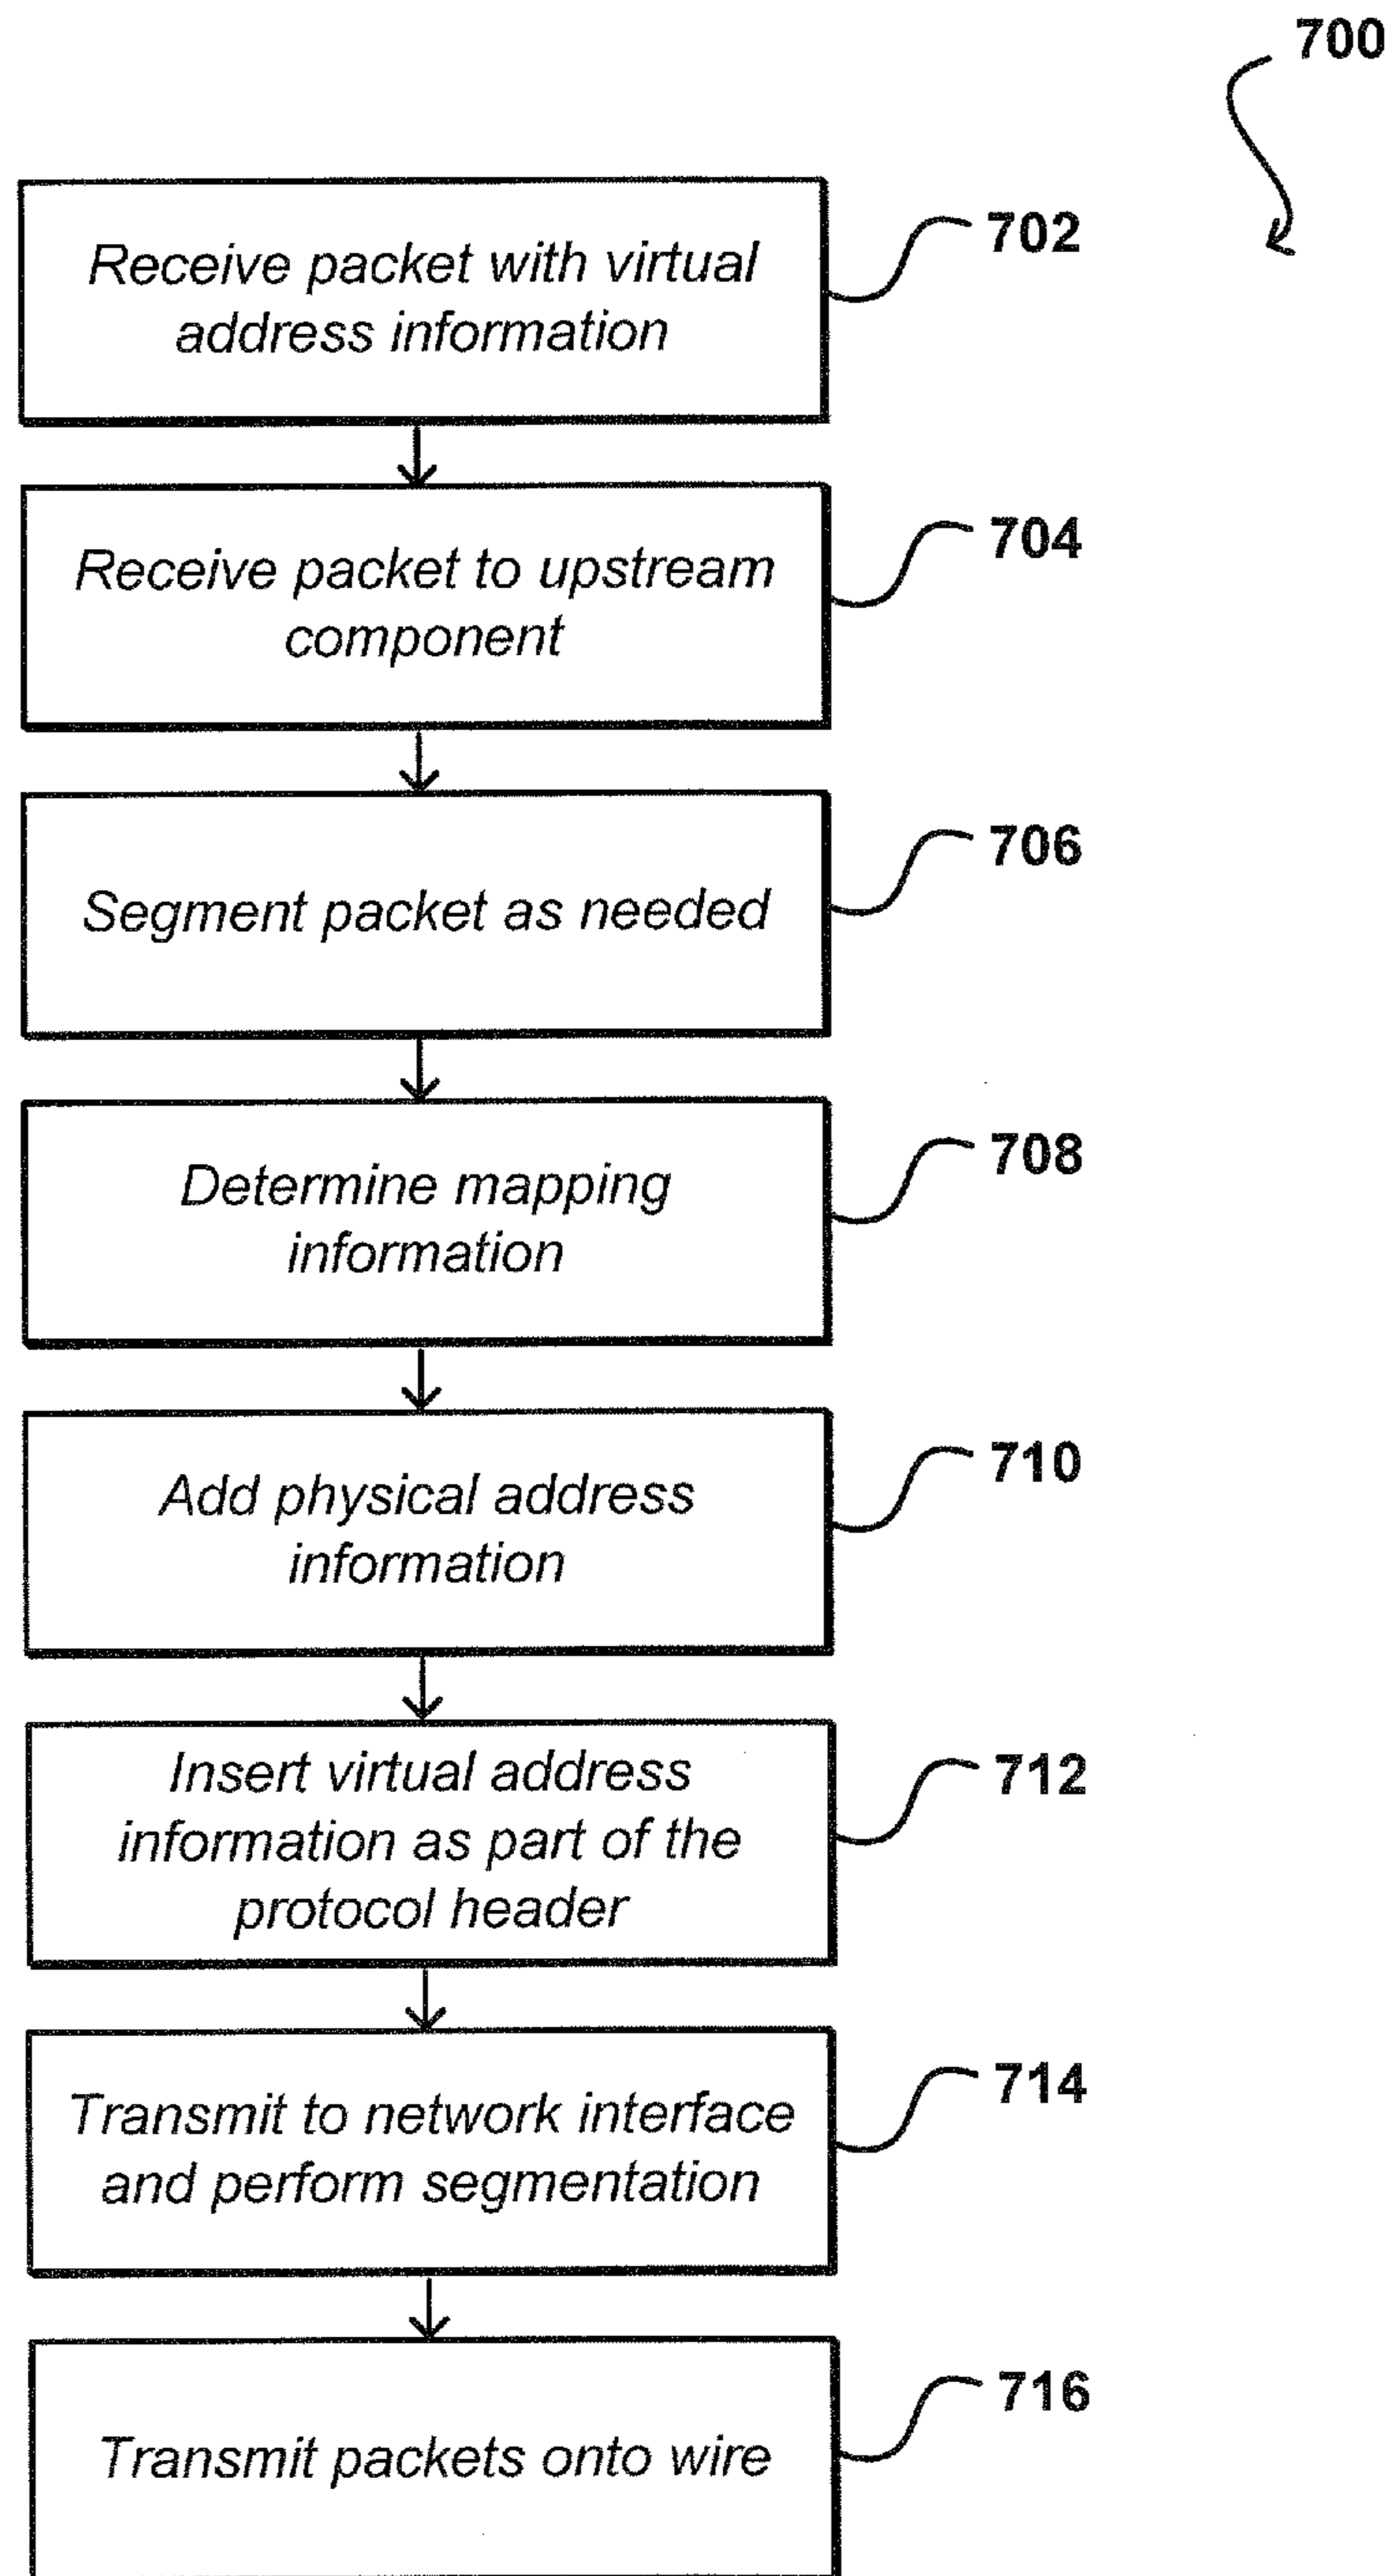 700
Receive packet with virtual
address information
702
Receive packet to upstream
component
704
Segment packet as needed
706
Determine mapping
information
708
Add physical address
information
710
Insert virtual address
information as part of the
protocol header
712
Transmit to network interface
and perform segmentation
714
Transmit packets onto wire
716